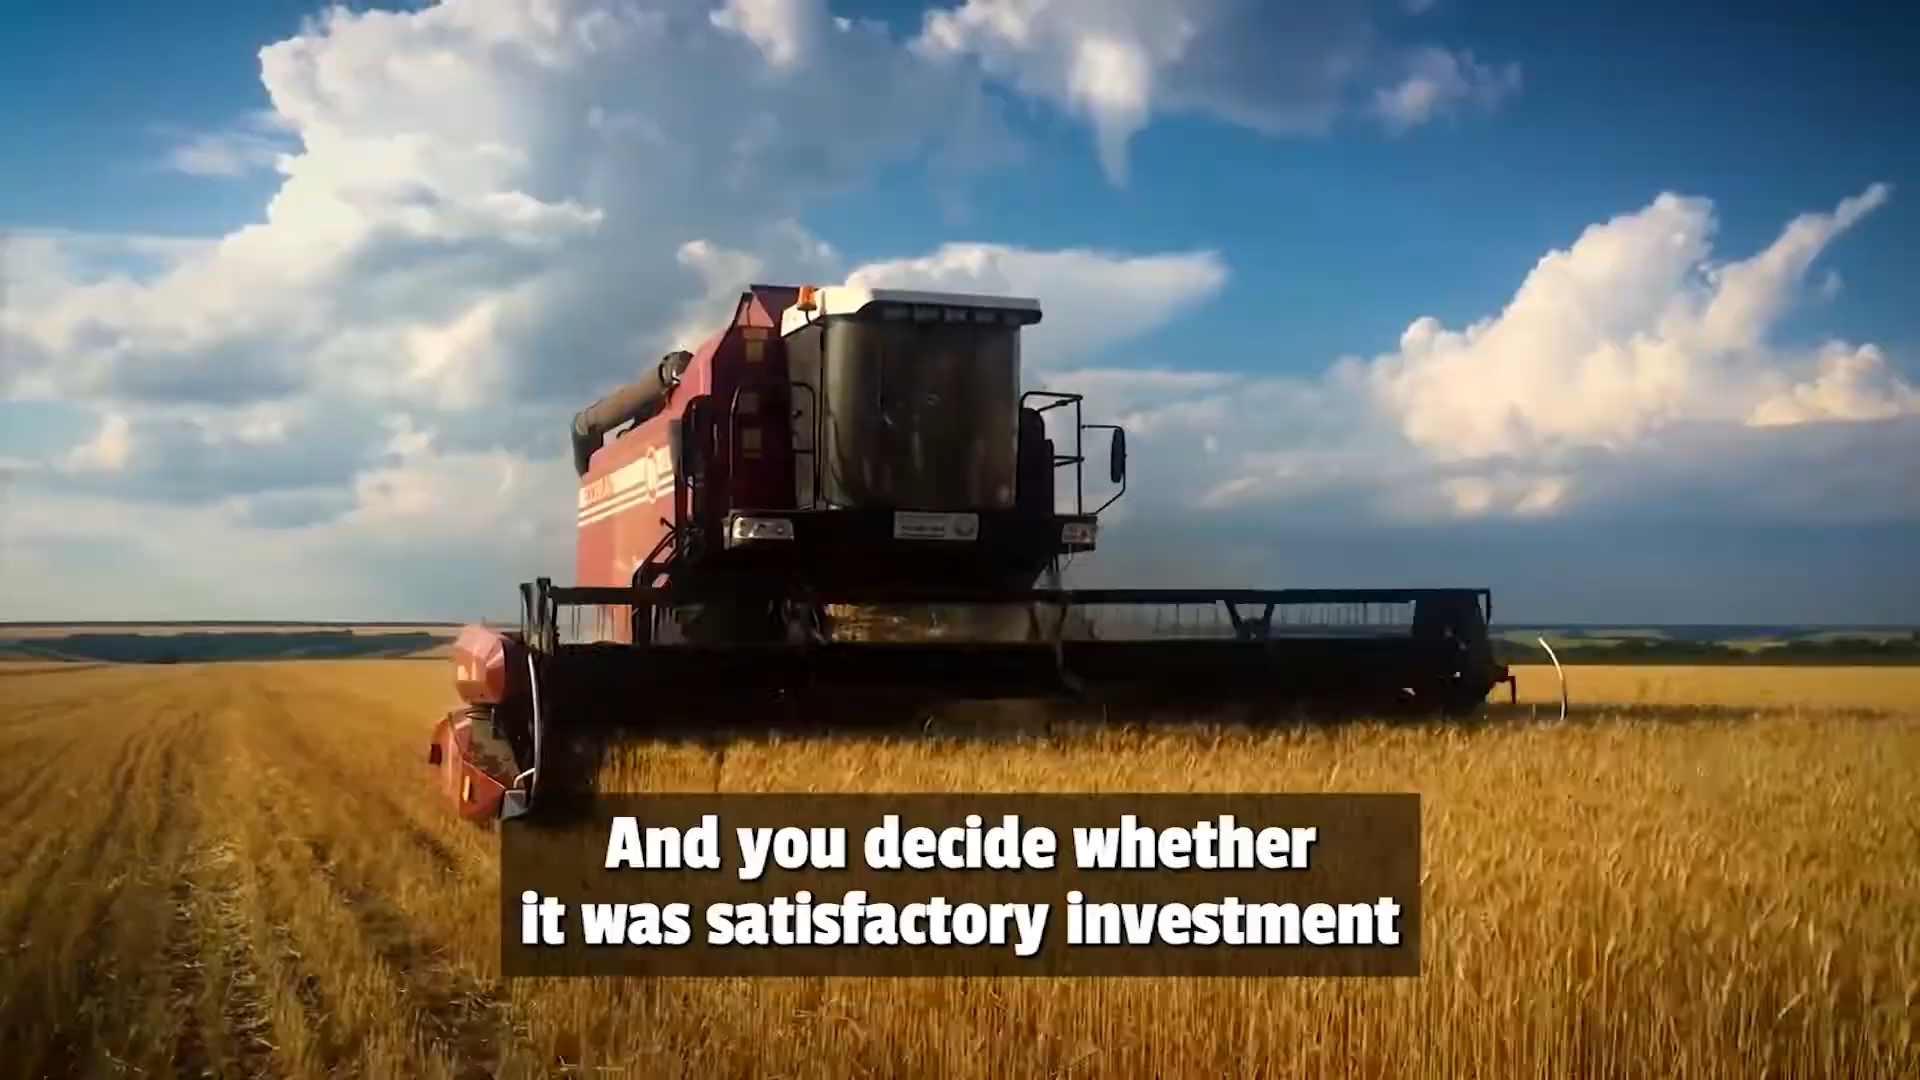 And you decide whether
it was satisfactory investment